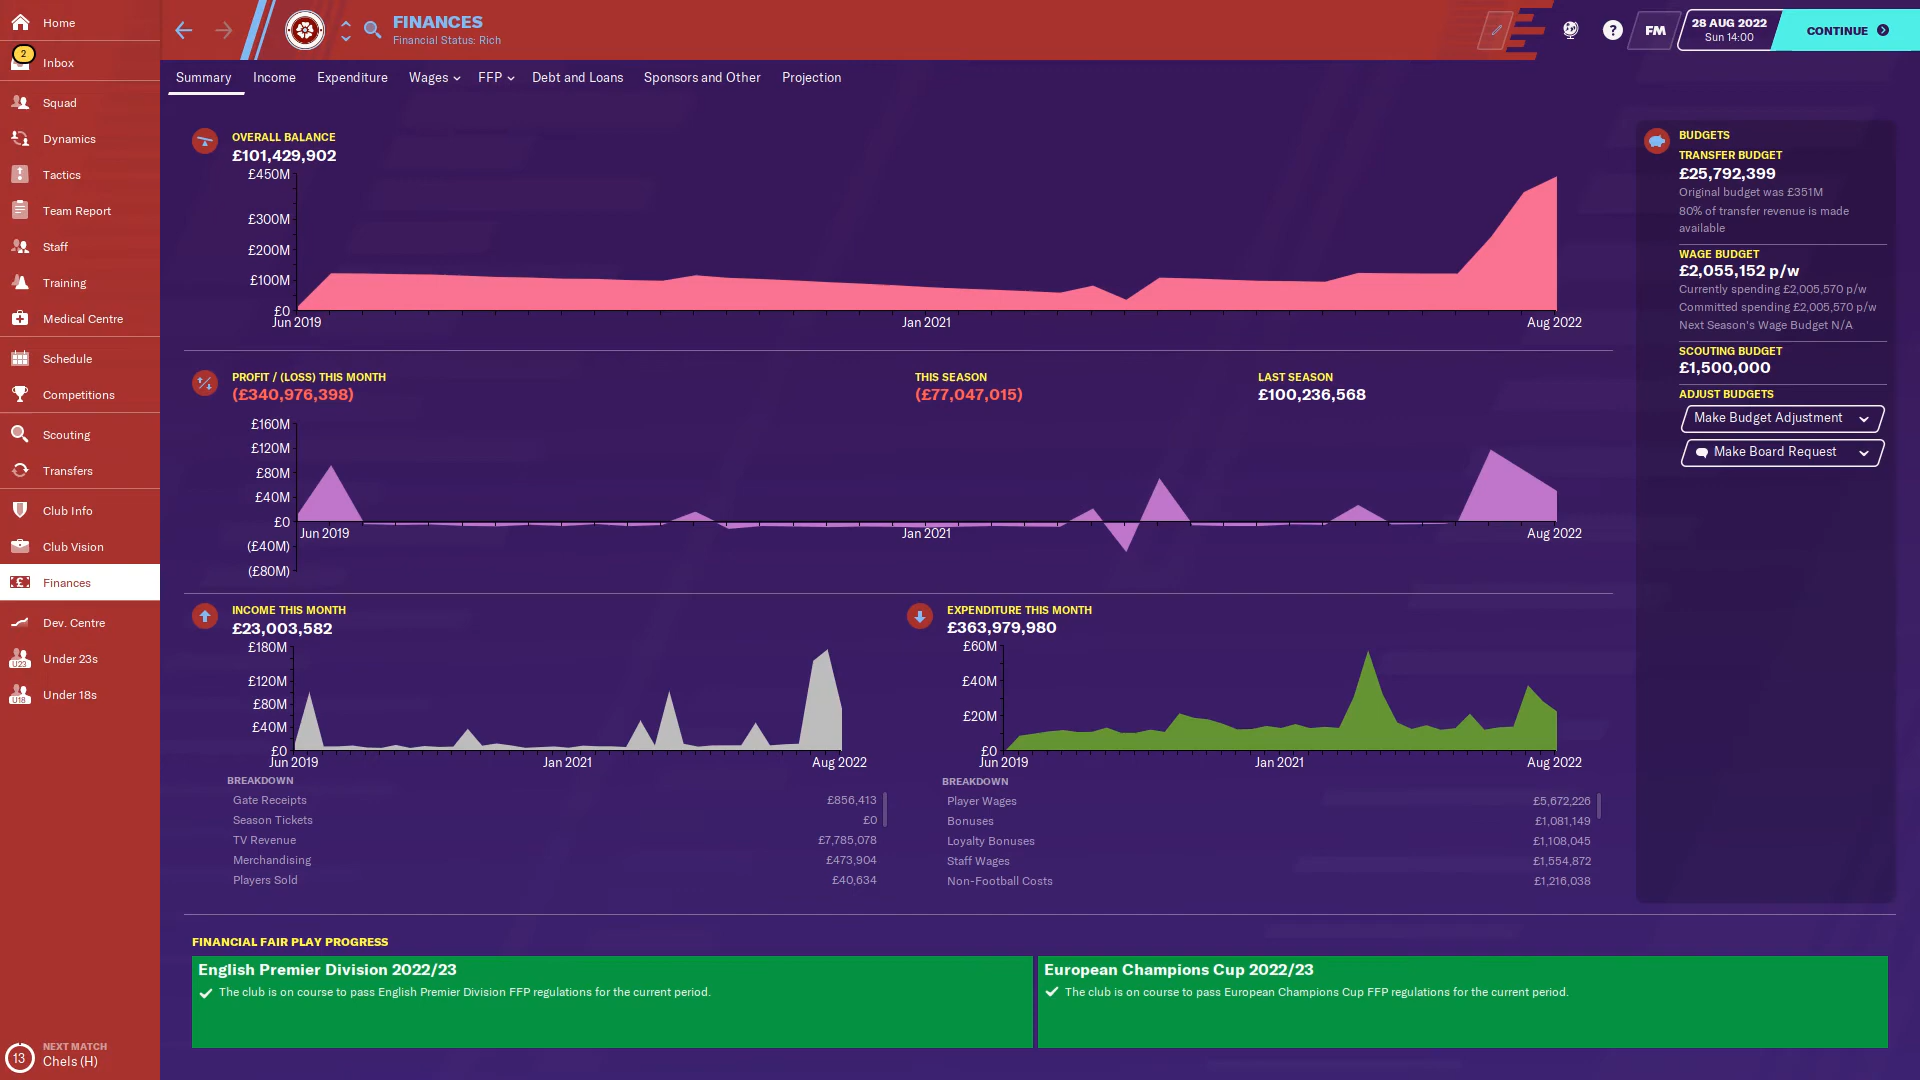 Home
2
Inbox
Squad
Dynamics
Tactics
Team Report
Staff
Training
Medical Centre
Schedule
Competitions
Scouting
Transfers
Club Info
Club Vision
Finances
Dev. Centre
U23
Under 23s
U18
Under 18s
13
NEXT MATCH
Chels (H)
FINANCES
Financial Status: Rich
?
FM
28 AUG 2022
Sun 14:00
CONTINUE
Summary Income Expenditure Wages FFP Debt and Loans Sponsors and Other Projection
OVERALL BALANCE
£101,429,902
£450M
£300M
£200M
£100M
£0
Jun 2019 Jan 2021 Aug 2022
PROFIT / (LOSS) THIS MONTH
(£340,976,398)
THIS SEASON
(£77,047,015)
LAST SEASON
£100,236,568
£160M
£120M
£80M
£40M
£0
(£40M)
(£80M)
Jun 2019 Jan 2021 Aug 2022
INCOME THIS MONTH
£23,003,582
£180M
£120M
£80M
£40M
£0
Jun 2019 Jan 2021 Aug 2022
BREAKDOWN
Gate Receipts £856,413
Season Tickets £0
TV Revenue £7,785,078
Merchandising £473,904
Players Sold £40,634
EXPENDITURE THIS MONTH
£363,979,980
£60M
£40M
£20M
£0
Jun 2019 Jan 2021 Aug 2022
BREAKDOWN
Player Wages £5,672,226
Bonuses £1,081,149
Loyalty Bonuses £1,108,045
Staff Wages £1,554,872
Non-Football Costs £1,216,038
BUDGETS
TRANSFER BUDGET
£25,792,399
Original budget was £351M
80% of transfer revenue is made
available
WAGE BUDGET
£2,055,152 p/w
Currently spending £2,005,570 p/w
Committed spending £2,005,570 p/w
Next Season's Wage Budget N/A
SCOUTING BUDGET
£1,500,000
ADJUST BUDGETS
Make Budget Adjustment
Make Board Request
FINANCIAL FAIR PLAY PROGRESS
English Premier Division 2022/23
The club is on course to pass English Premier Division FFP regulations for the current period.
European Champions Cup 2022/23
The club is on course to pass European Champions Cup FFP regulations for the current period.